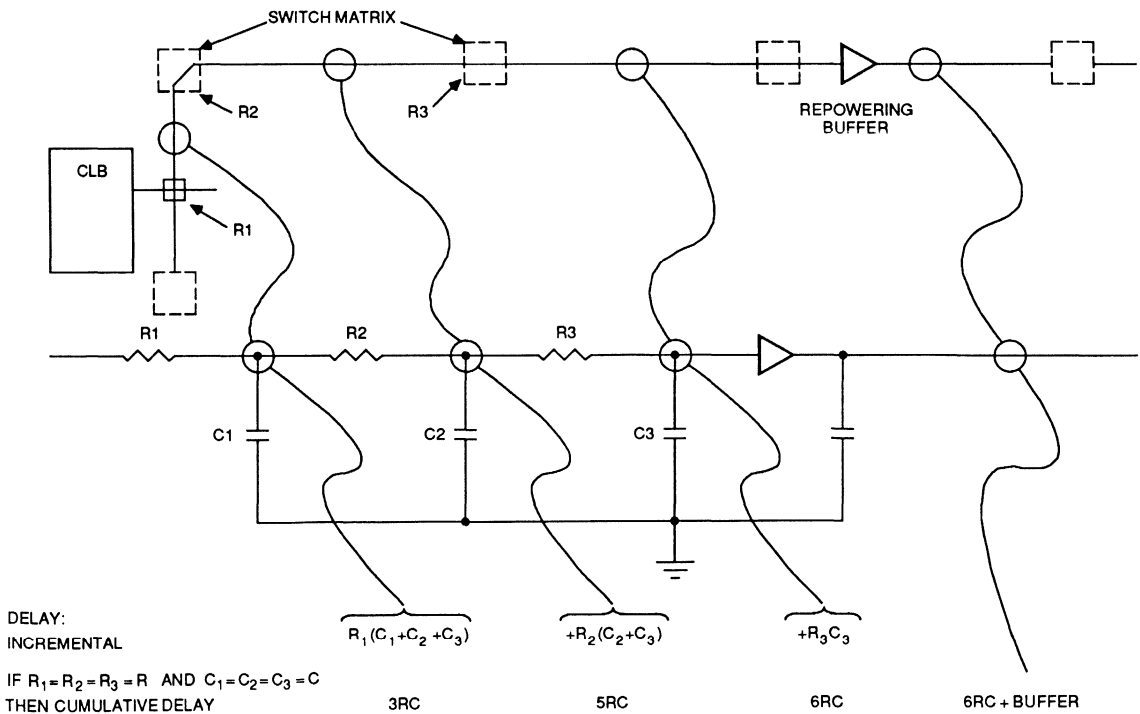 SWITCH MATRIX
R2
R3
REPOWERING
BUFFER
CLB
R1
R1
R2
R3
C1
C2
C3
DELAY:
INCREMENTAL
R₁(C₁+C₂+C₃)
+R₂(C₂+C₃)
+R₃C₃
IF R₁=R₂=R₃=R AND C₁=C₂=C₃=C
THEN CUMULATIVE DELAY
3RC
5RC
6RC
6RC + BUFFER